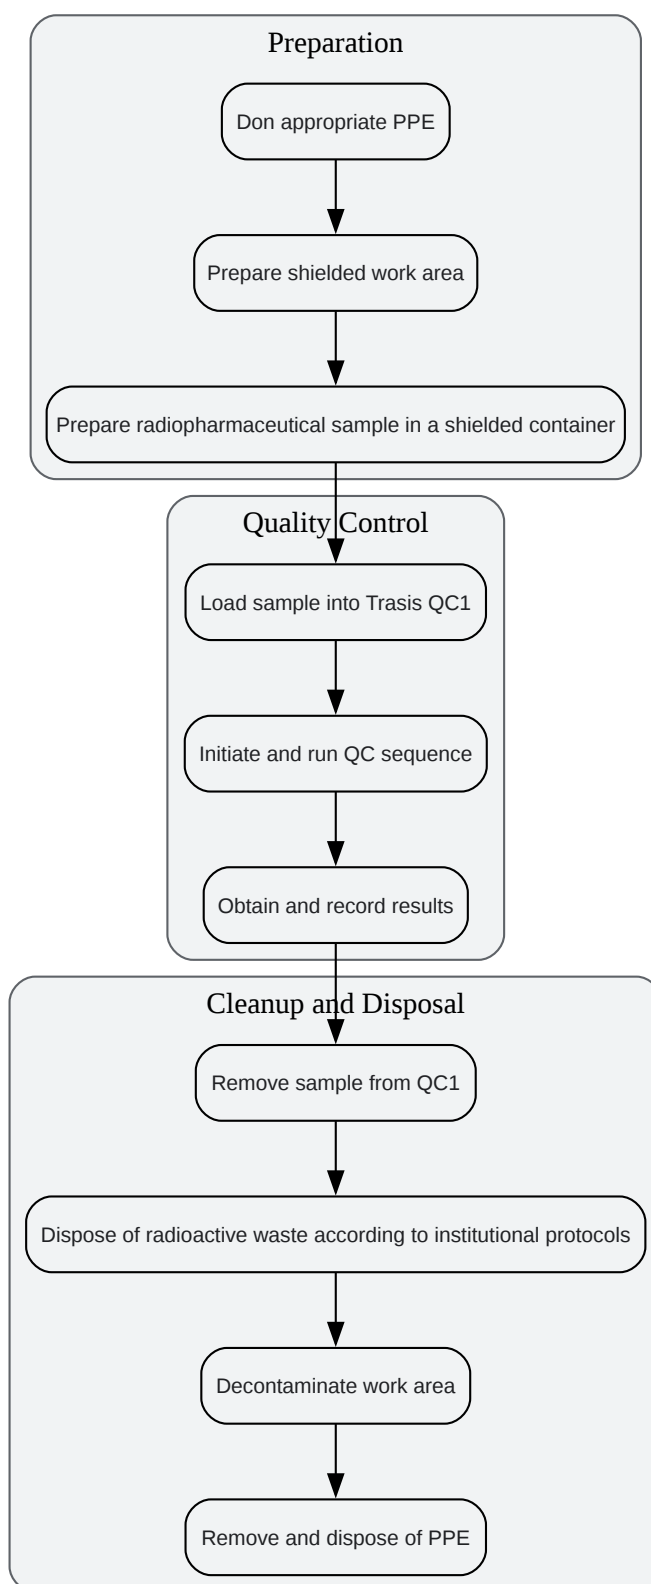 Preparation
Don appropriate PPE
Prepare shielded work area
Prepare radiopharmaceutical sample in a shielded container
Quality Control
Load sample into Trasis QC1
Initiate and run QC sequence
Obtain and record results
Cleanup and Disposal
Remove sample from QC1
Dispose of radioactive waste according to institutional protocols
Decontaminate work area
Remove and dispose of PPE